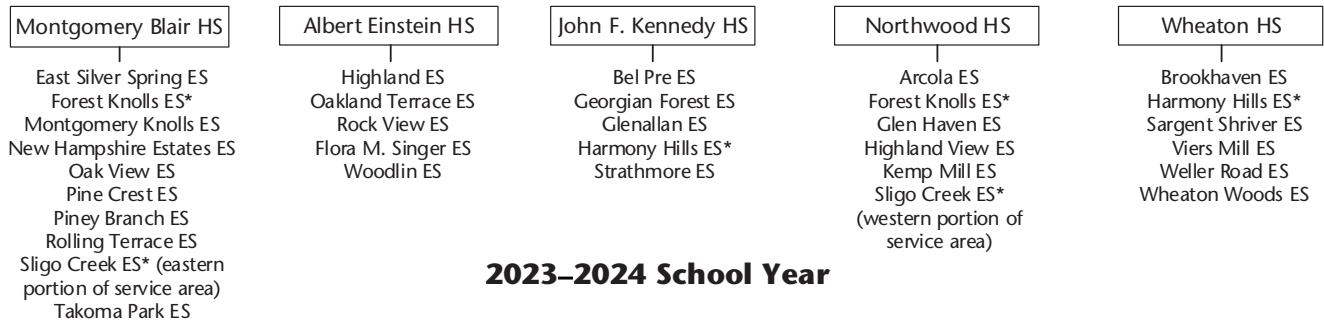 Montgomery Blair HS
East Silver Spring ES
Forest Knolls ES*
Montgomery Knolls ES
New Hampshire Estates ES
Oak View ES
Pine Crest ES
Piney Branch ES
Rolling Terrace ES
Sligo Creek ES* (eastern
portion of service area)
Takoma Park ES
Albert Einstein HS
Highland ES
Oakland Terrace ES
Rock View ES
Flora M. Singer ES
Woodlin ES
John F. Kennedy HS
Bel Pre ES
Georgian Forest ES
Glenallan ES
Harmony Hills ES*
Strathmore ES
Northwood HS
Arcola ES
Forest Knolls ES*
Glen Haven ES
Highland View ES
Kemp Mill ES
Sligo Creek ES*
(western portion of
service area)
Wheaton HS
Brookhaven ES
Harmony Hills ES*
Sargent Shriver ES
Viers Mill ES
Weller Road ES
Wheaton Woods ES
2023–2024 School Year